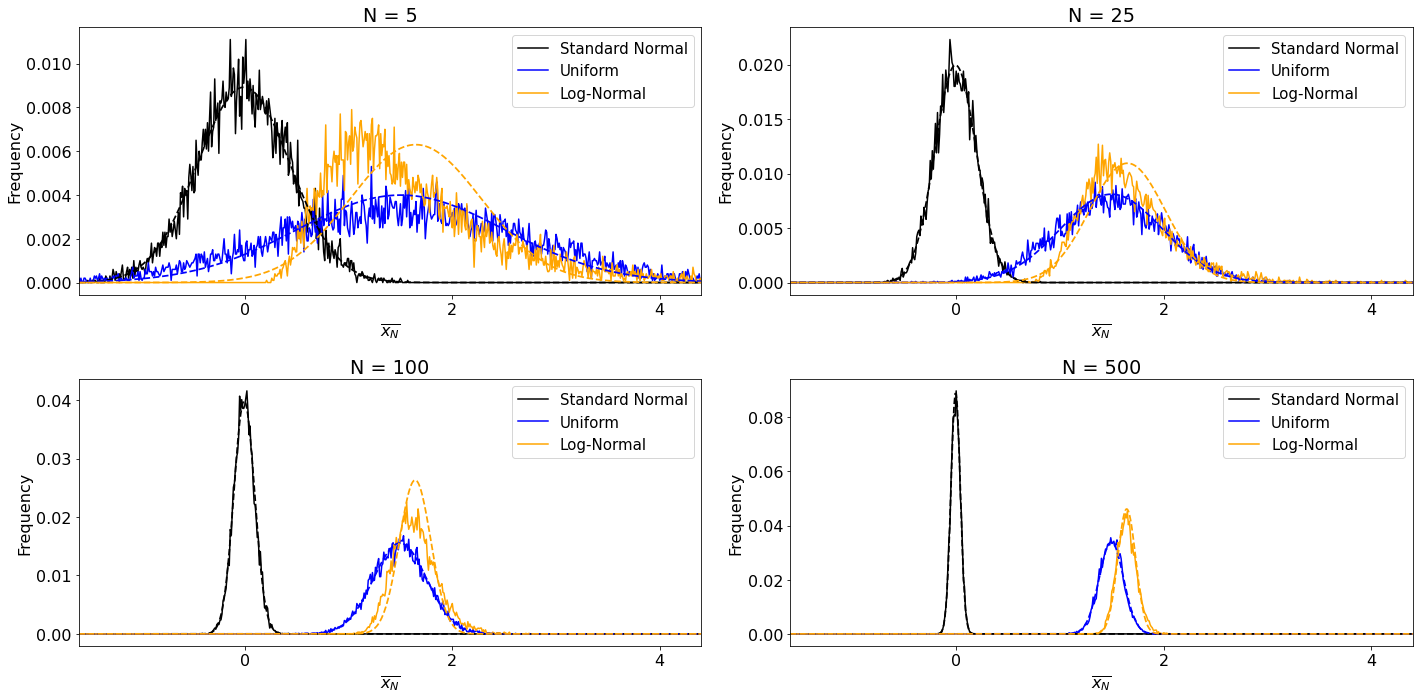 N = 5
Standard Normal
Uniform
Log-Normal
0.010
0.008
0.006
0.004
0.002
0.000
Frequency
0 2 4
x_N
N = 25
Standard Normal
Uniform
Log-Normal
0.020
0.015
0.010
0.005
0.000
Frequency
0 2 4
x_N
N = 100
Standard Normal
Uniform
Log-Normal
0.04
0.03
0.02
0.01
0.00
Frequency
0 2 4
x_N
N = 500
Standard Normal
Uniform
Log-Normal
0.08
0.06
0.04
0.02
0.00
Frequency
0 2 4
x_N